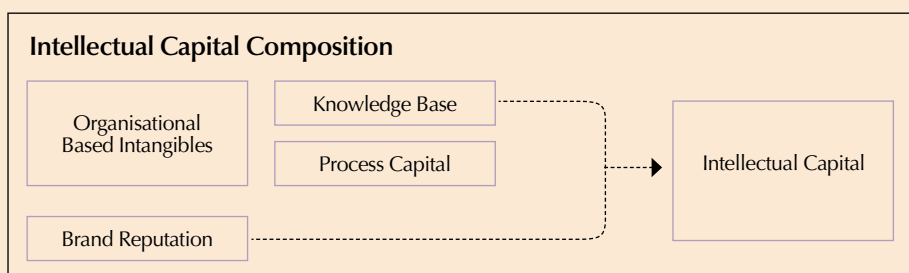 Intellectual Capital Composition
Organisational
Based Intangibles
Knowledge Base
Process Capital
Intellectual Capital
Brand Reputation